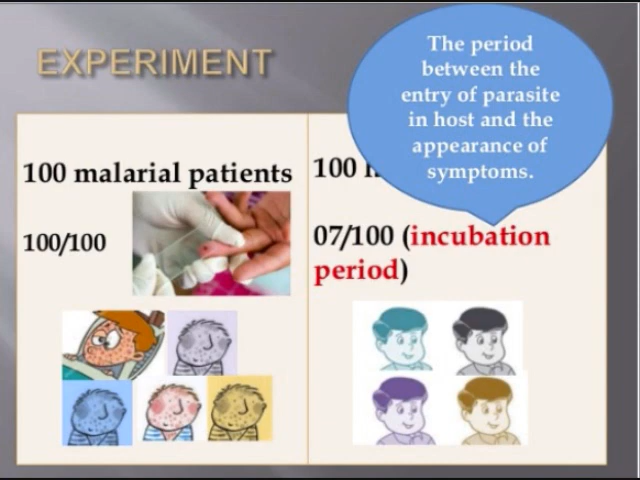 EXPERIMENT
The period
between the
entry of parasite
in host and the
appearance of
symptoms.
100 malarial patients
100/100
100
07/100 (incubation
period)